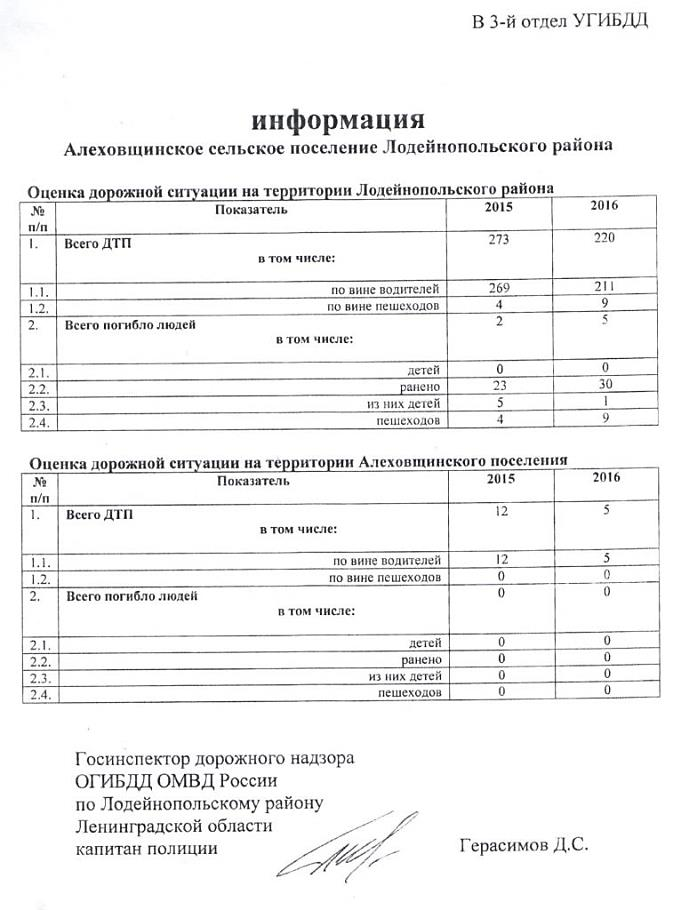 В 3-й отдел УГИБДД
информация
Алеховщинское сельское поселение Лодейнопольского района
Оценка дорожной ситуации на территории Лодейнопольского района
№ п/п Показатель 2015 2016
1. Всего ДТП 273 220
в том числе:
1.1. по вине водителей 269 211
1.2. по вине пешеходов 4 9
2. Всего погибло людей 2 5
в том числе:
2.1. детей 0 0
2.2. ранено 23 30
2.3. из них детей 5 1
2.4. пешеходов 4 9
Оценка дорожной ситуации на территории Алеховщинского поселения
№ п/п Показатель 2015 2016
1. Всего ДТП 12 5
в том числе:
1.1. по вине водителей 12 5
1.2. по вине пешеходов 0 0
2. Всего погибло людей 0 0
в том числе:
2.1. детей 0 0
2.2. ранено 0 0
2.3. из них детей 0 0
2.4. пешеходов 0 0
Госинспектор дорожного надзора
ОГИБДД ОМВД России
по Лодейнопольскому району
Ленинградской области
капитан полиции Герасимов Д.С.